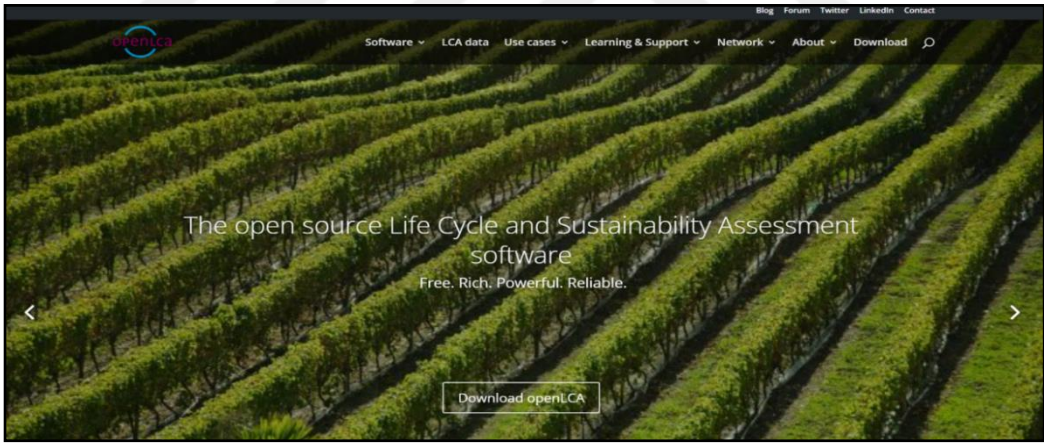 Blog Forum Twitter LinkedIn Contact
openLCa
Software LCA data Use cases Learning & Support Network About Download
The open source Life Cycle and Sustainability Assessment
software
Free. Rich. Powerful. Reliable.
Download openLCA